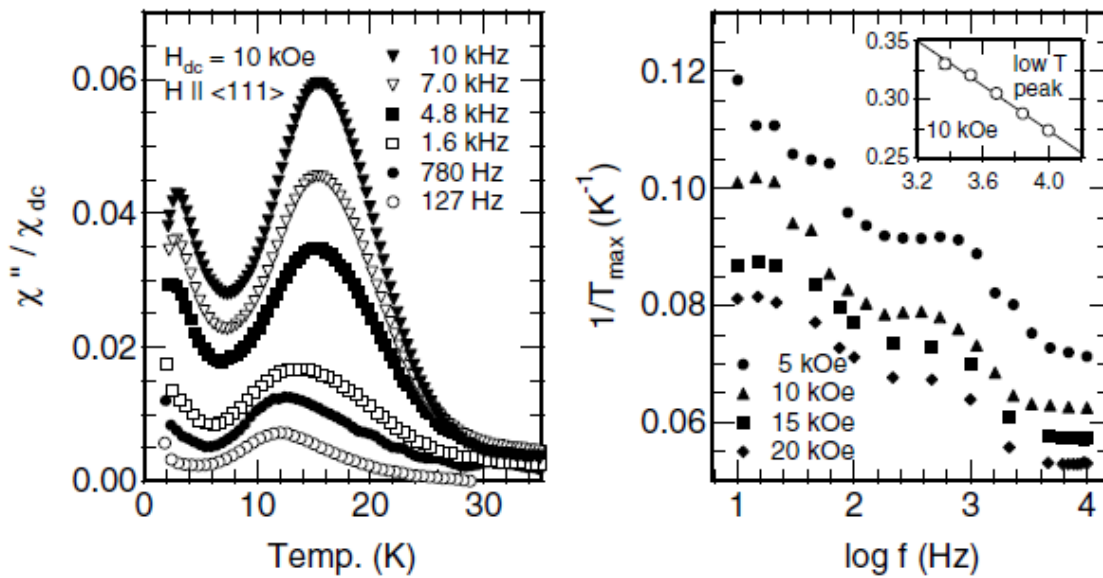 H_dc = 10 kOe
H || <111>
10 kHz
7.0 kHz
4.8 kHz
1.6 kHz
780 Hz
127 Hz
0.06
0.04
0.02
0.00
0
10
20
30
χ'' / χ_dc
Temp. (K)
0.12
0.10
0.08
0.06
1
2
3
4
1/T_max (K⁻¹)
log f (Hz)
5 kOe
10 kOe
15 kOe
20 kOe
0.35
0.30
0.25
3.2
3.6
4.0
low T
peak
10 kOe